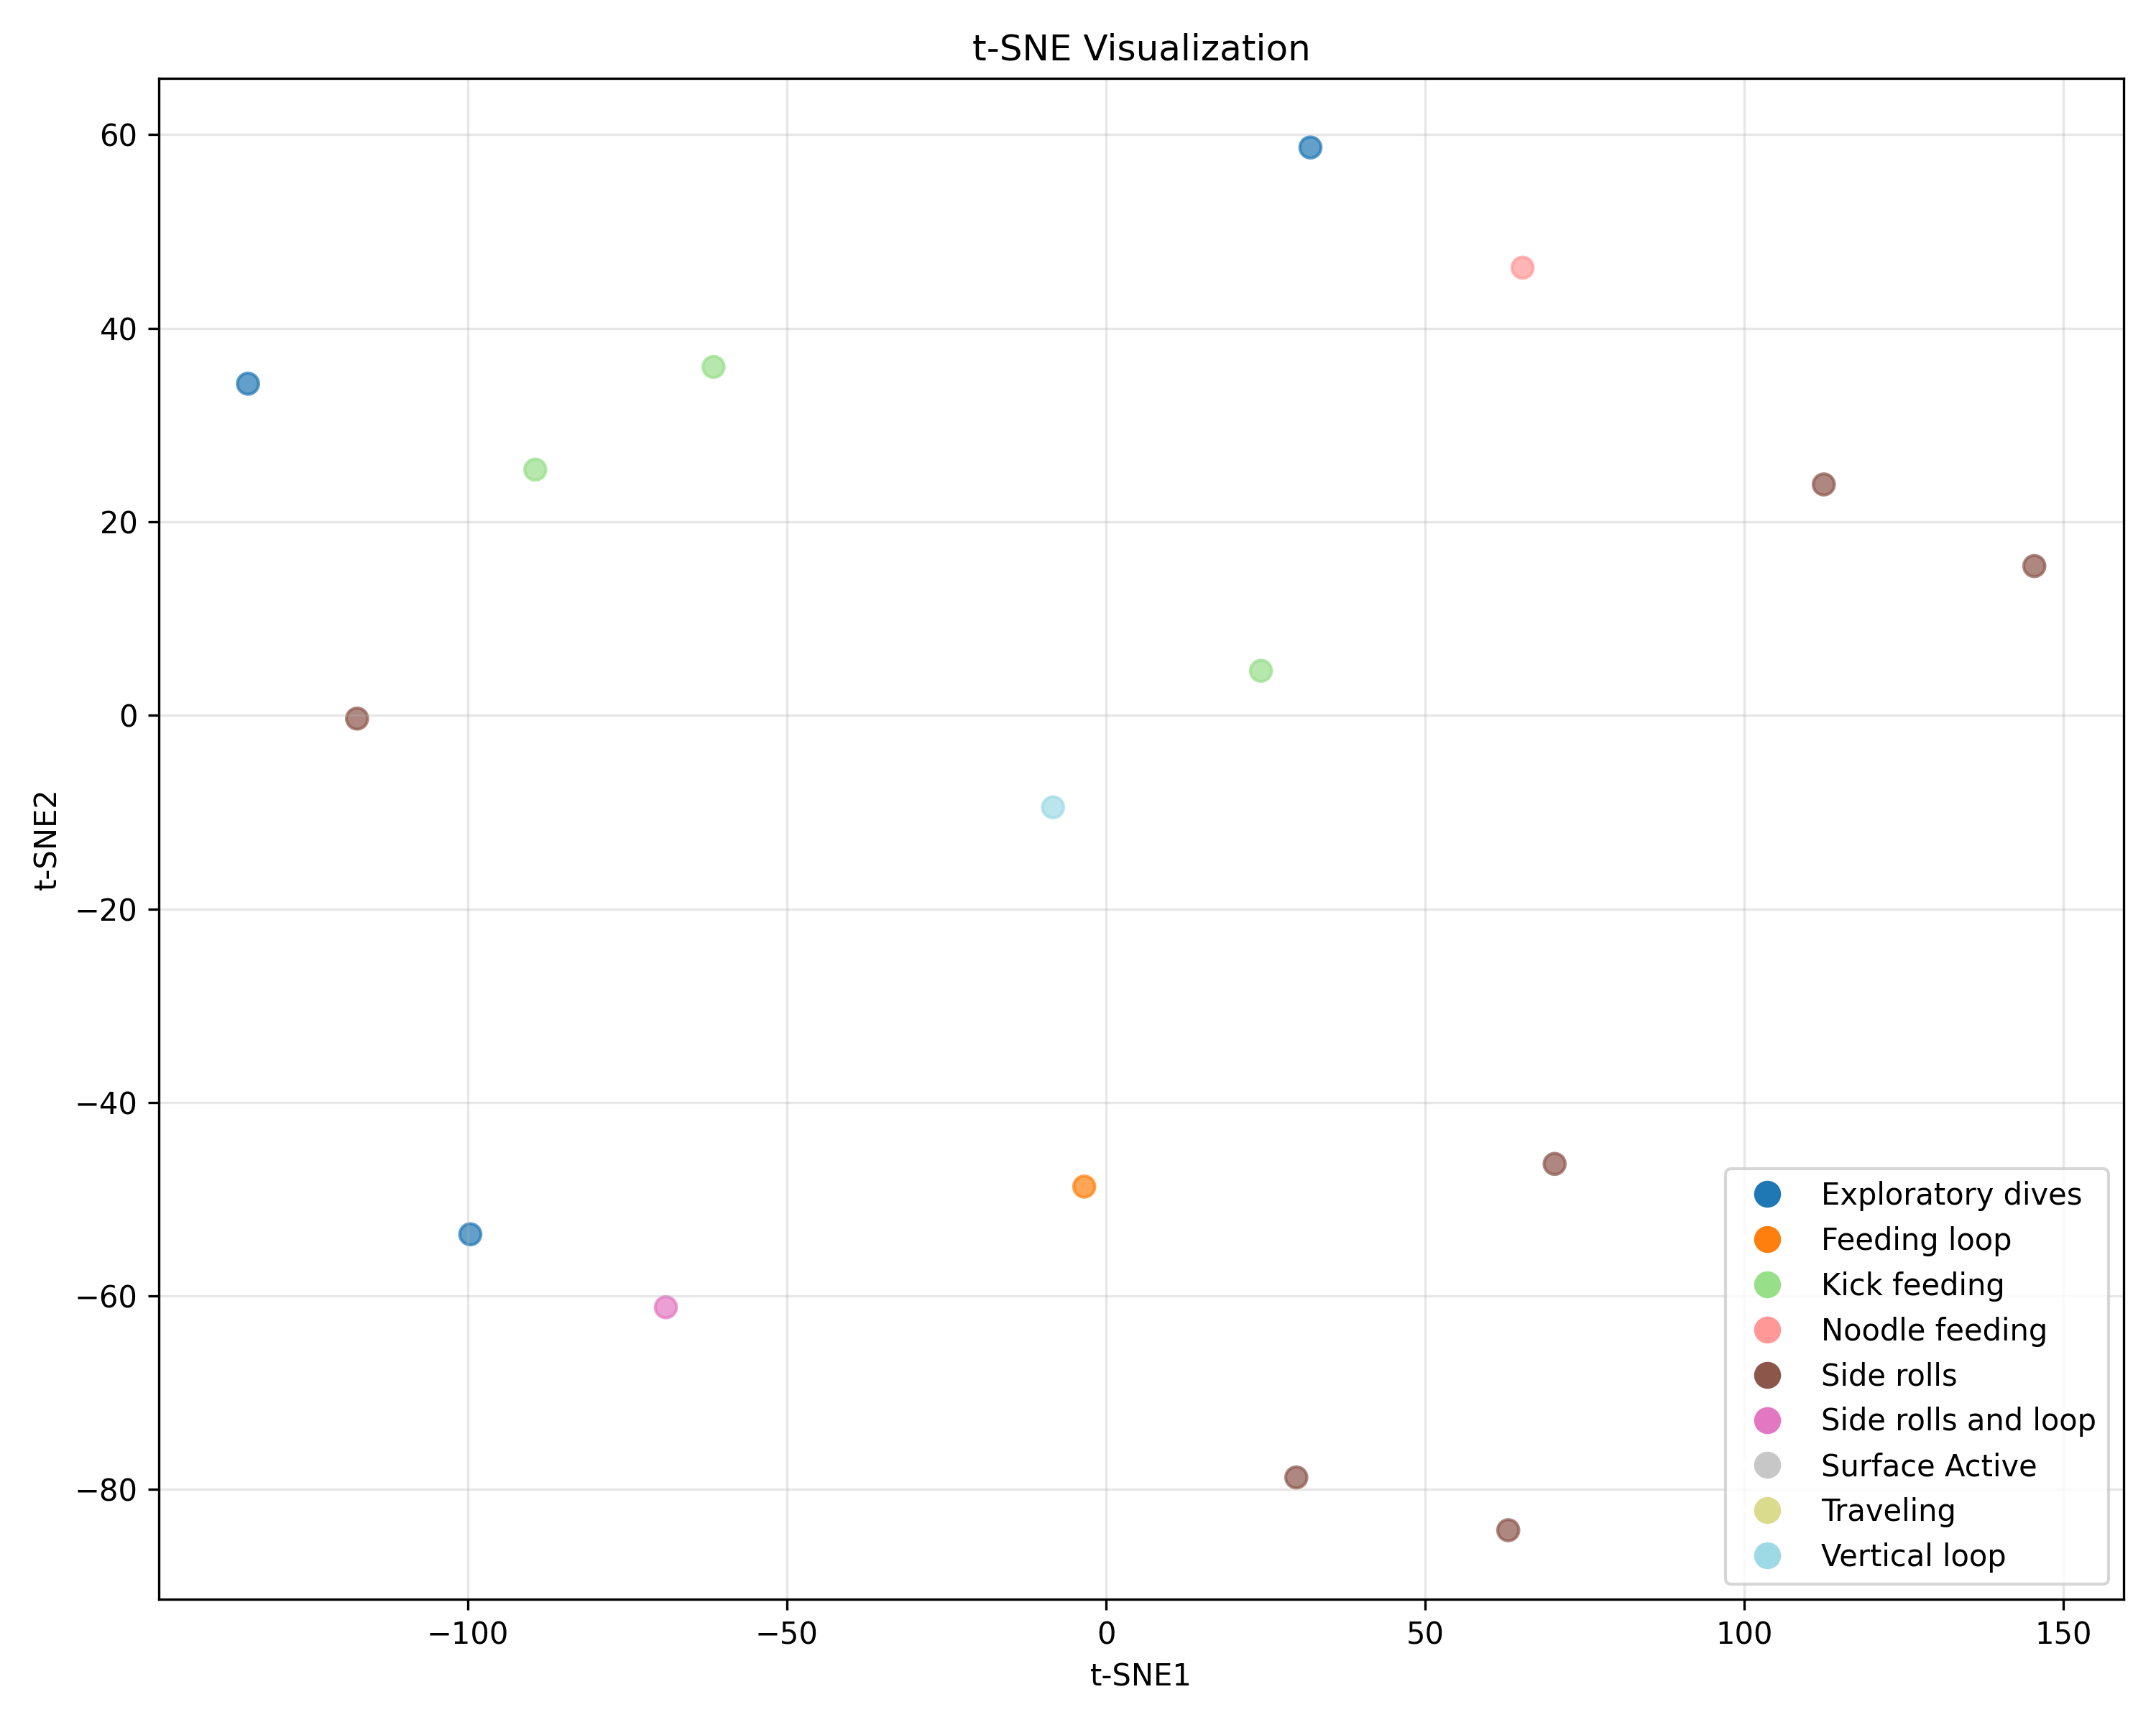 t-SNE Visualization
60
40
20
0
−20
−40
−60
−80
t-SNE2
−100
−50
0
50
100
150
t-SNE1
Exploratory dives
Feeding loop
Kick feeding
Noodle feeding
Side rolls
Side rolls and loop
Surface Active
Traveling
Vertical loop